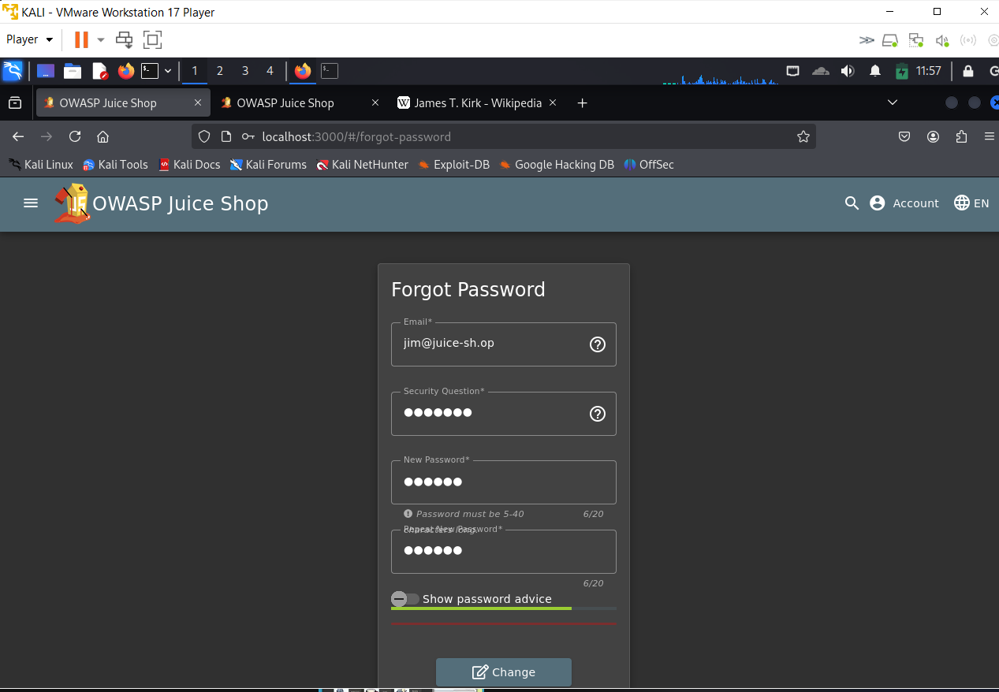 KALI - VMware Workstation 17 Player
Player
1 2 3 4 11:57
OWASP Juice Shop OWASP Juice Shop James T. Kirk - Wikipedia
localhost:3000/#/forgot-password
Kali Linux Kali Tools Kali Docs Kali Forums Kali NetHunter Exploit-DB Google Hacking DB OffSec
OWASP Juice Shop Account EN
Forgot Password
Email*
jim@juice-sh.op
Security Question*
●●●●●●●
New Password*
●●●●●●
Password must be 5-40 6/20
characters long.
Repeat New Password*
●●●●●●
6/20
Show password advice
Change